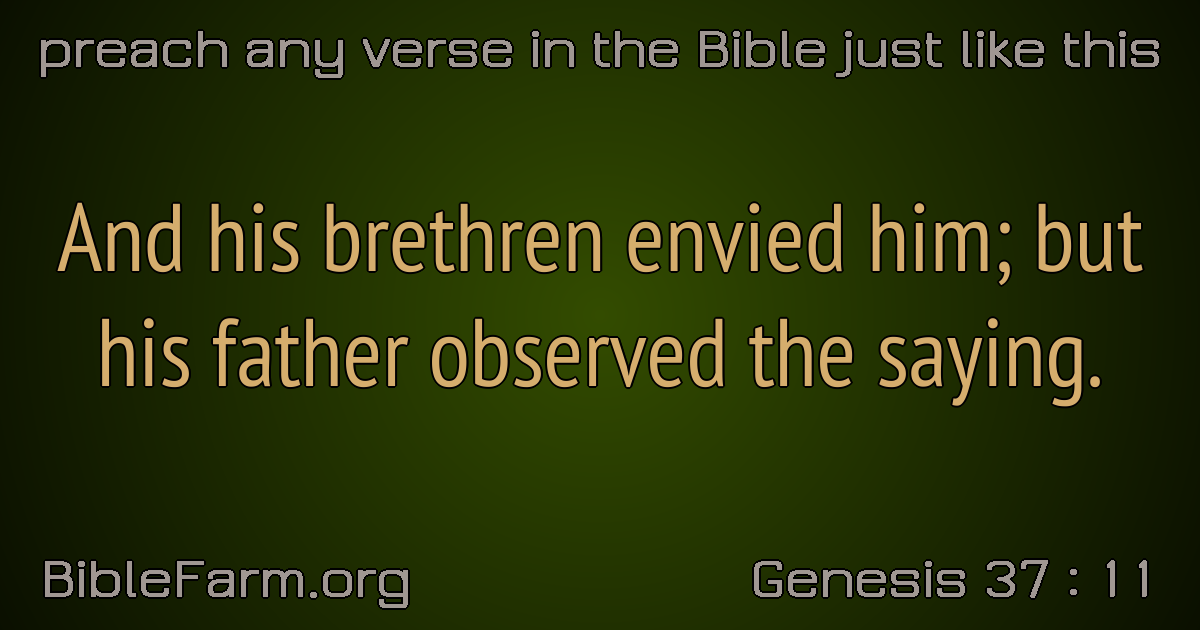 preach any verse in the Bible just like this
And his brethren envied him; but
his father observed the saying.
BibleFarm.org
Genesis 37 : 11